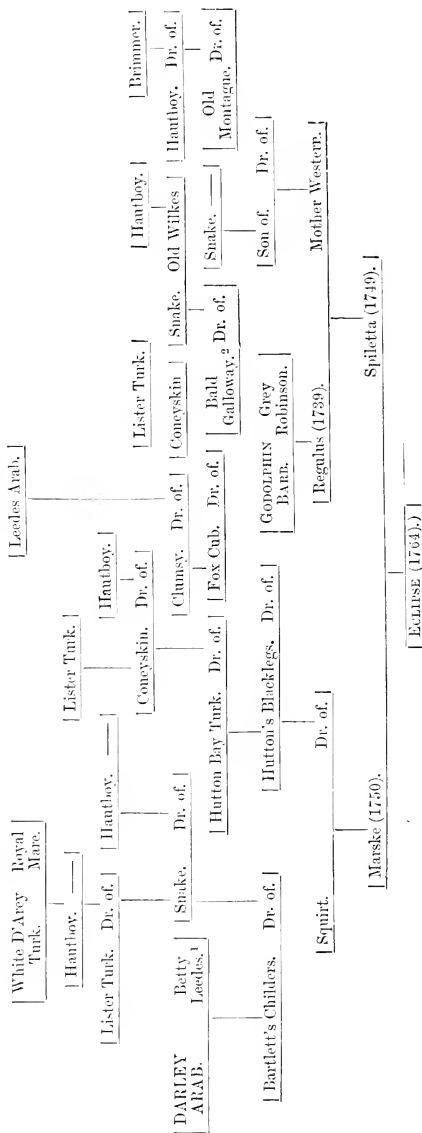 | Leedes Arab. |
| White D'Arcy Royal |
Turk. Mare.
| Hautboy. —
| Lister Turk. |
| Lister Turk. Dr. of. | | Hautboy. — | Hautboy. |
| Coneyskin. Dr. of. | | Lister Turk. | | Hautboy. | | Brimmer. |
| Snake. Dr. of. | | Clumsy. Dr. of. | | Coneyskin | Snake. Old Wilkes | Hautboy. Dr. of. |
| DARLEY Betty | Hutton Bay Turk. Dr. of. | | Fox Cub. Dr. of. | Bald Dr. of. | | Snake. — | Old Dr. of. |
ARAB. Leedes.¹ Galloway.² Montague.
| Bartlett's Childers. Dr. of. | | Hutton's Blacklegs. Dr. of. | | GODOLPHIN Grey | | Son of. Dr. of. |
BARB. Robinson.
| Squirt. Dr. of. | | Regulus (1739). Mother Western. |
| Marske (1750). Spiletta (1749). |
| ECLIPSE (1764).)